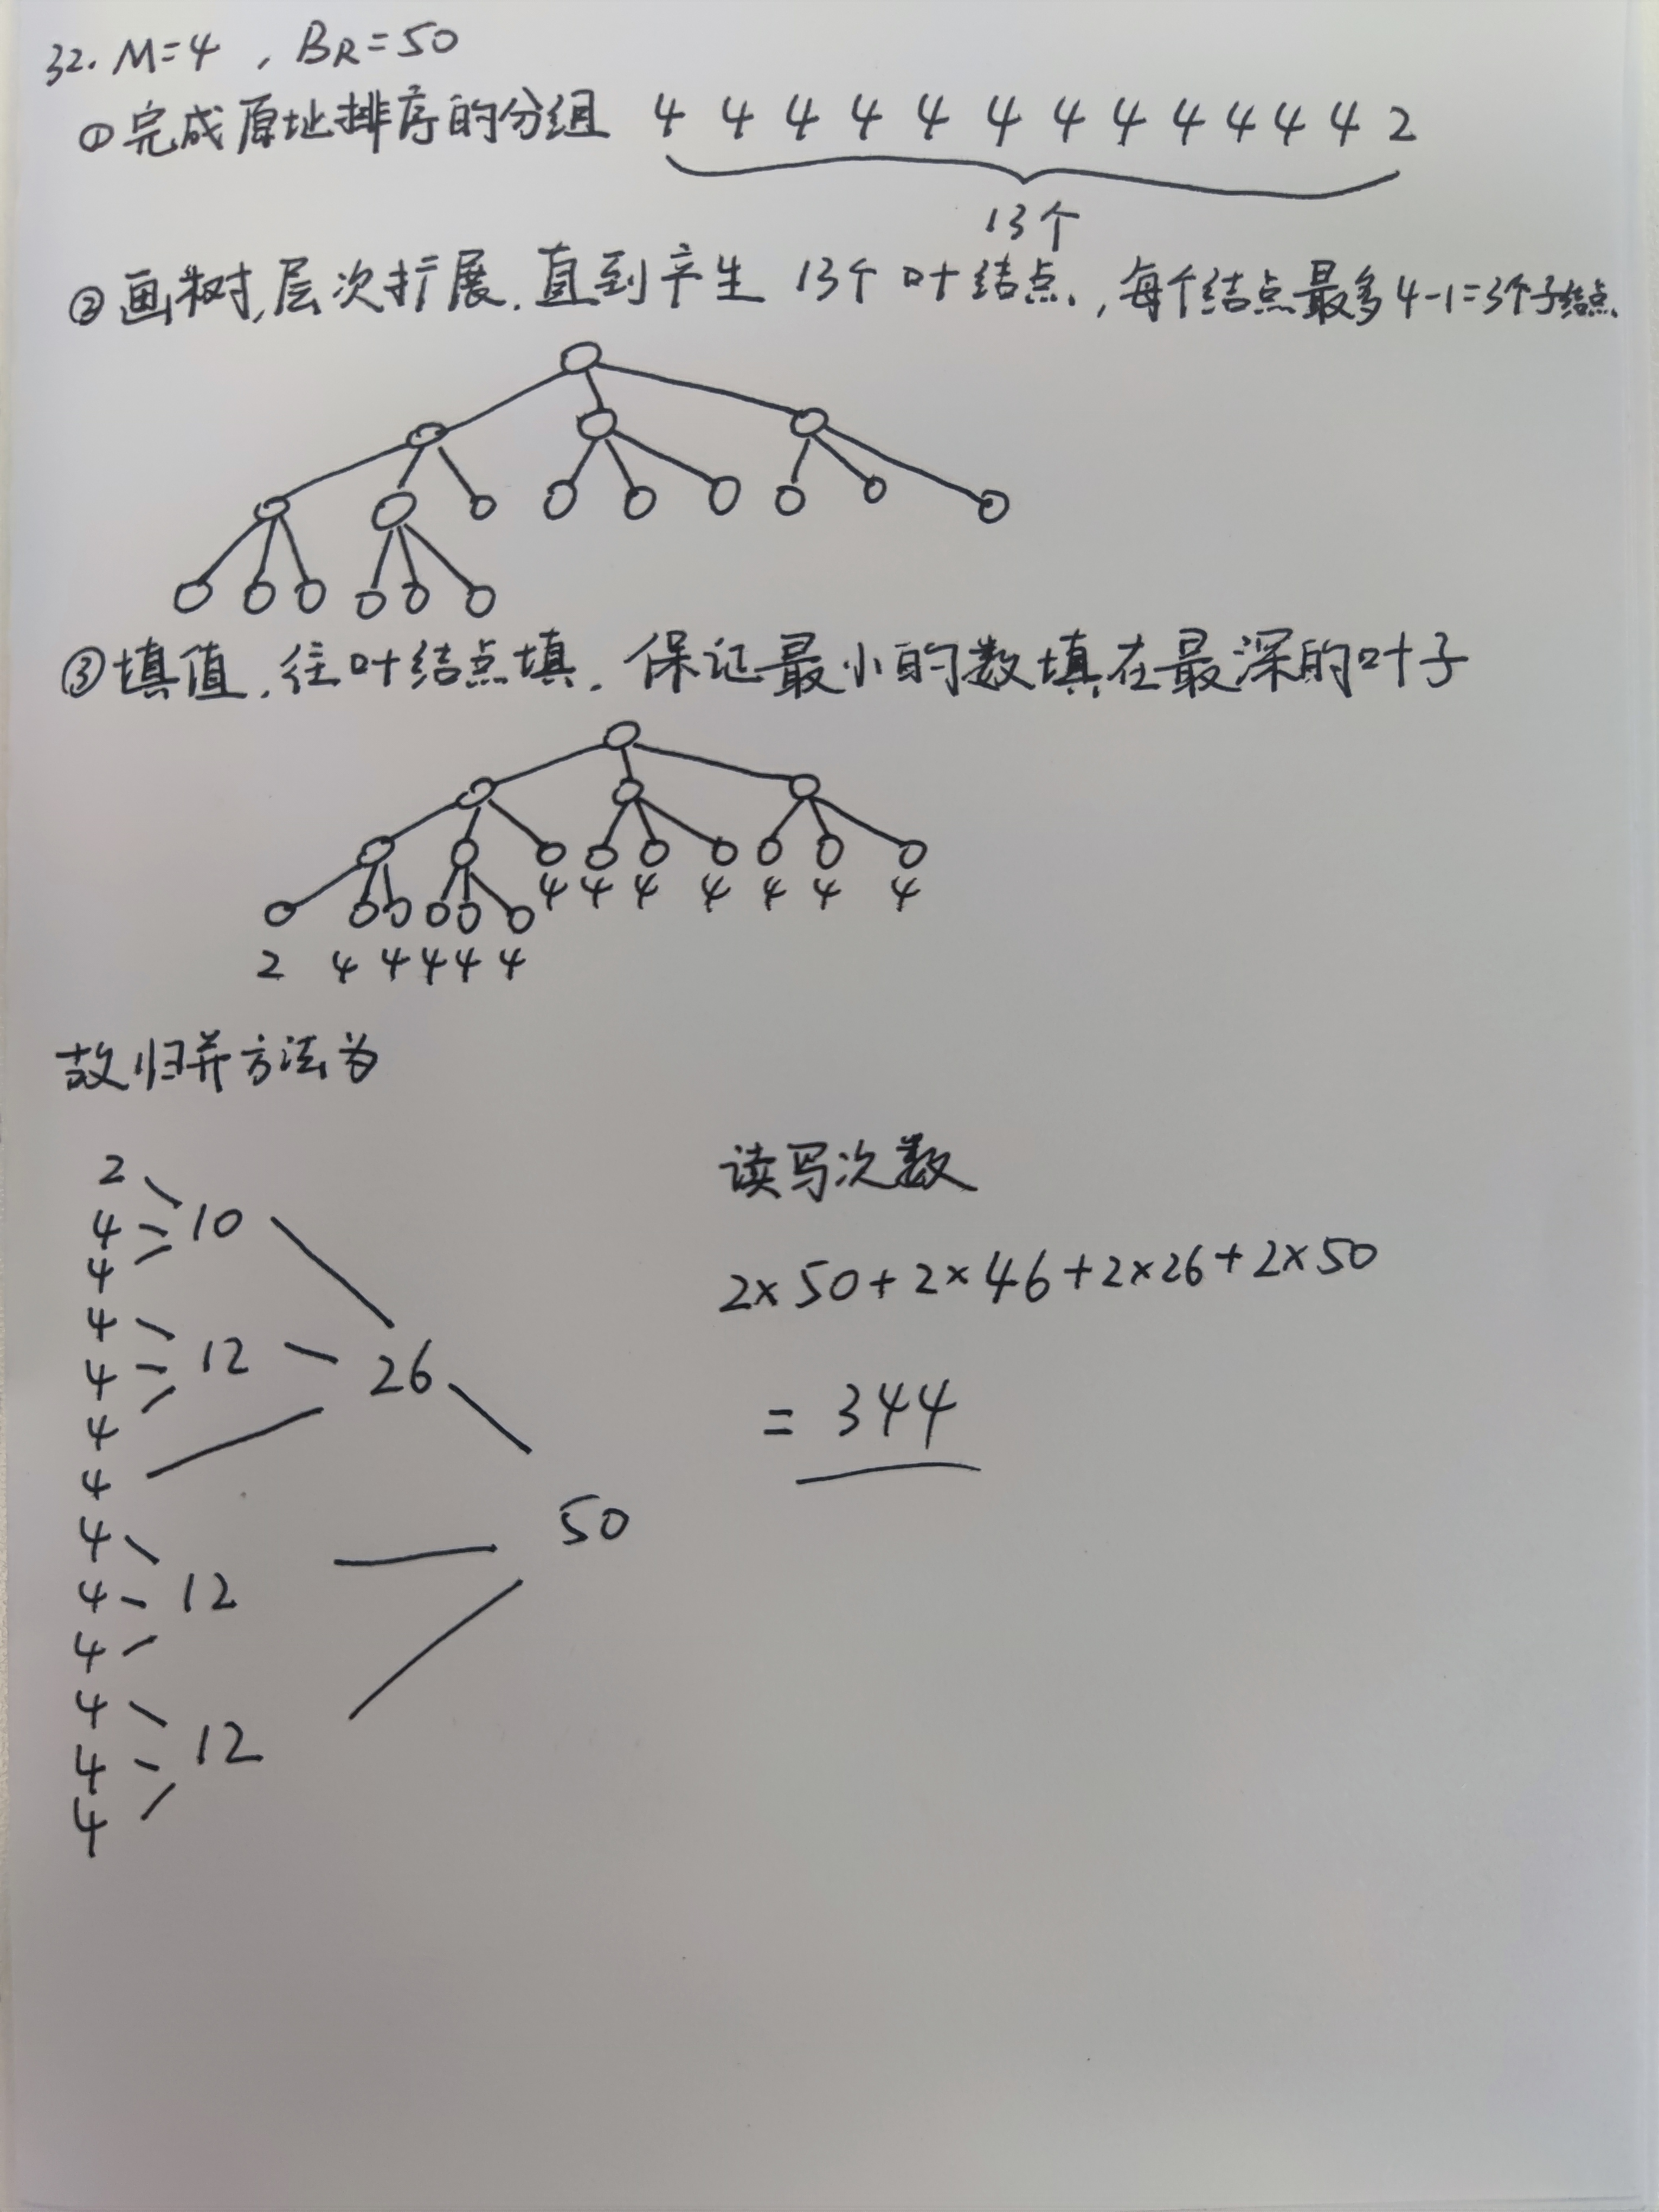 32. M=4 , BR=50
①完成原址排序的分组 4 4 4 4 4 4 4 4 4 4 4 4 2
13个
②画树,层次扩展.直到产生 13个叶结点,每个结点最多4-1=3个子结点.
③填值,往叶结点填.保证最小的数填在最深的叶子
4 4 4 4 4 4 4
2 4 4 4 4 4
故归并方法为
读写次数
2
4 10
4
2×50+2×46+2×26+2×50
4
4 12
26
4
= 344
4
4
50
4 12
4
4
4 12
4